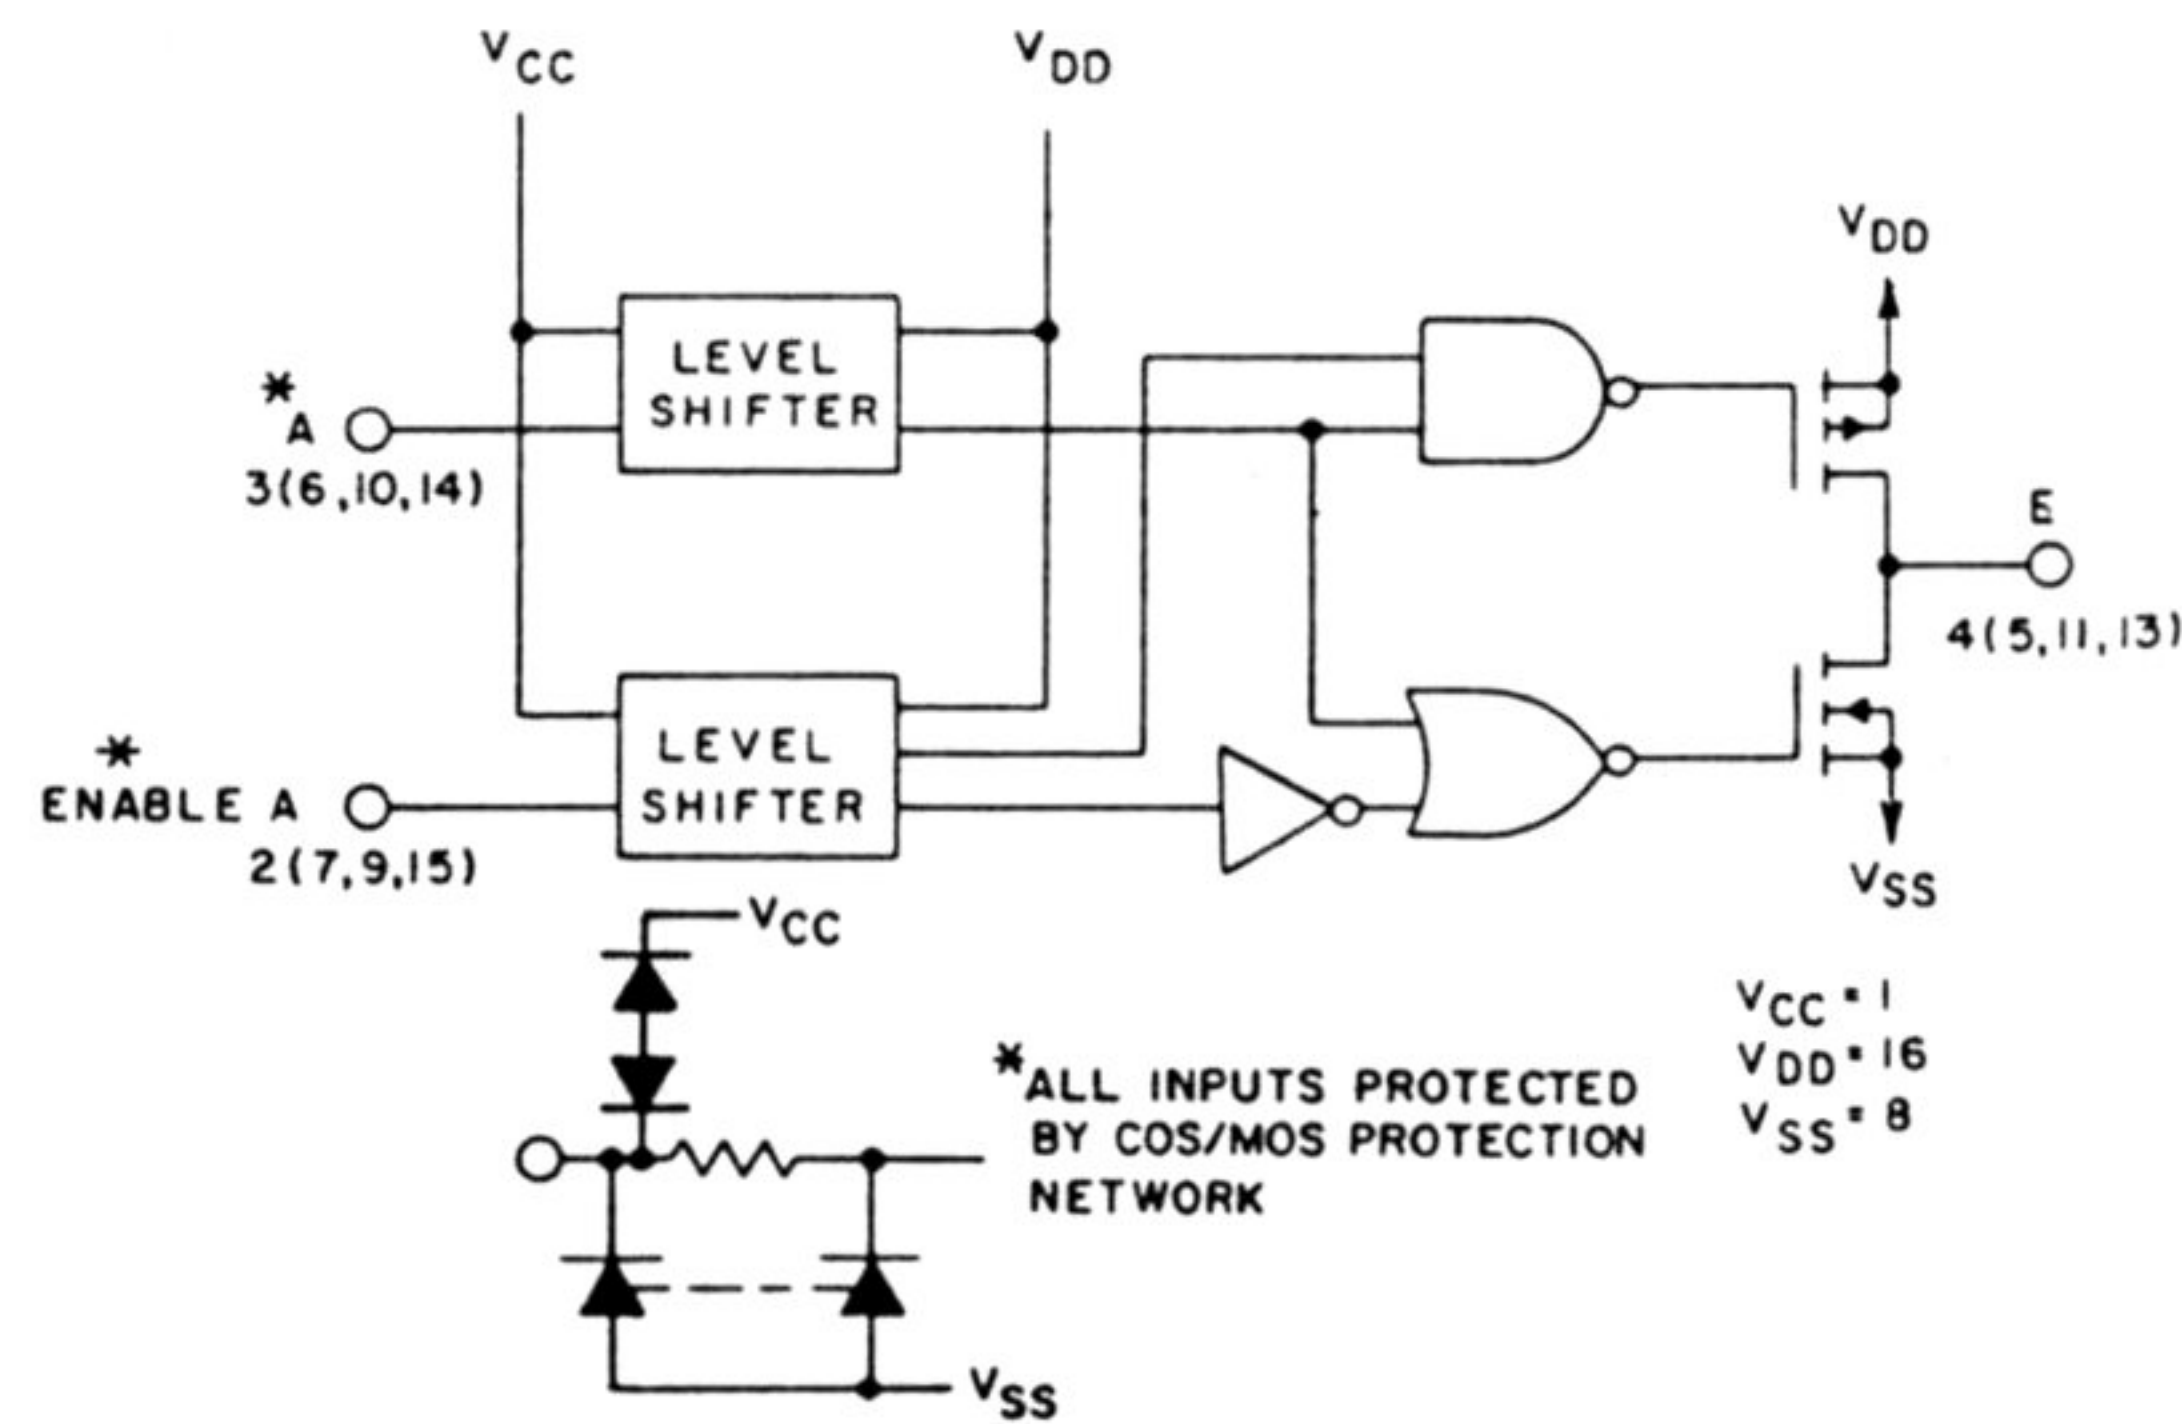 VCC
VDD
VDD
LEVEL
SHIFTER
*
A
3(6,10,14)
E
4(5,11,13)
LEVEL
SHIFTER
*
ENABLE A
2(7,9,15)
VSS
VCC
VCC = 1
VDD = 16
VSS = 8
*ALL INPUTS PROTECTED
BY COS/MOS PROTECTION
NETWORK
VSS